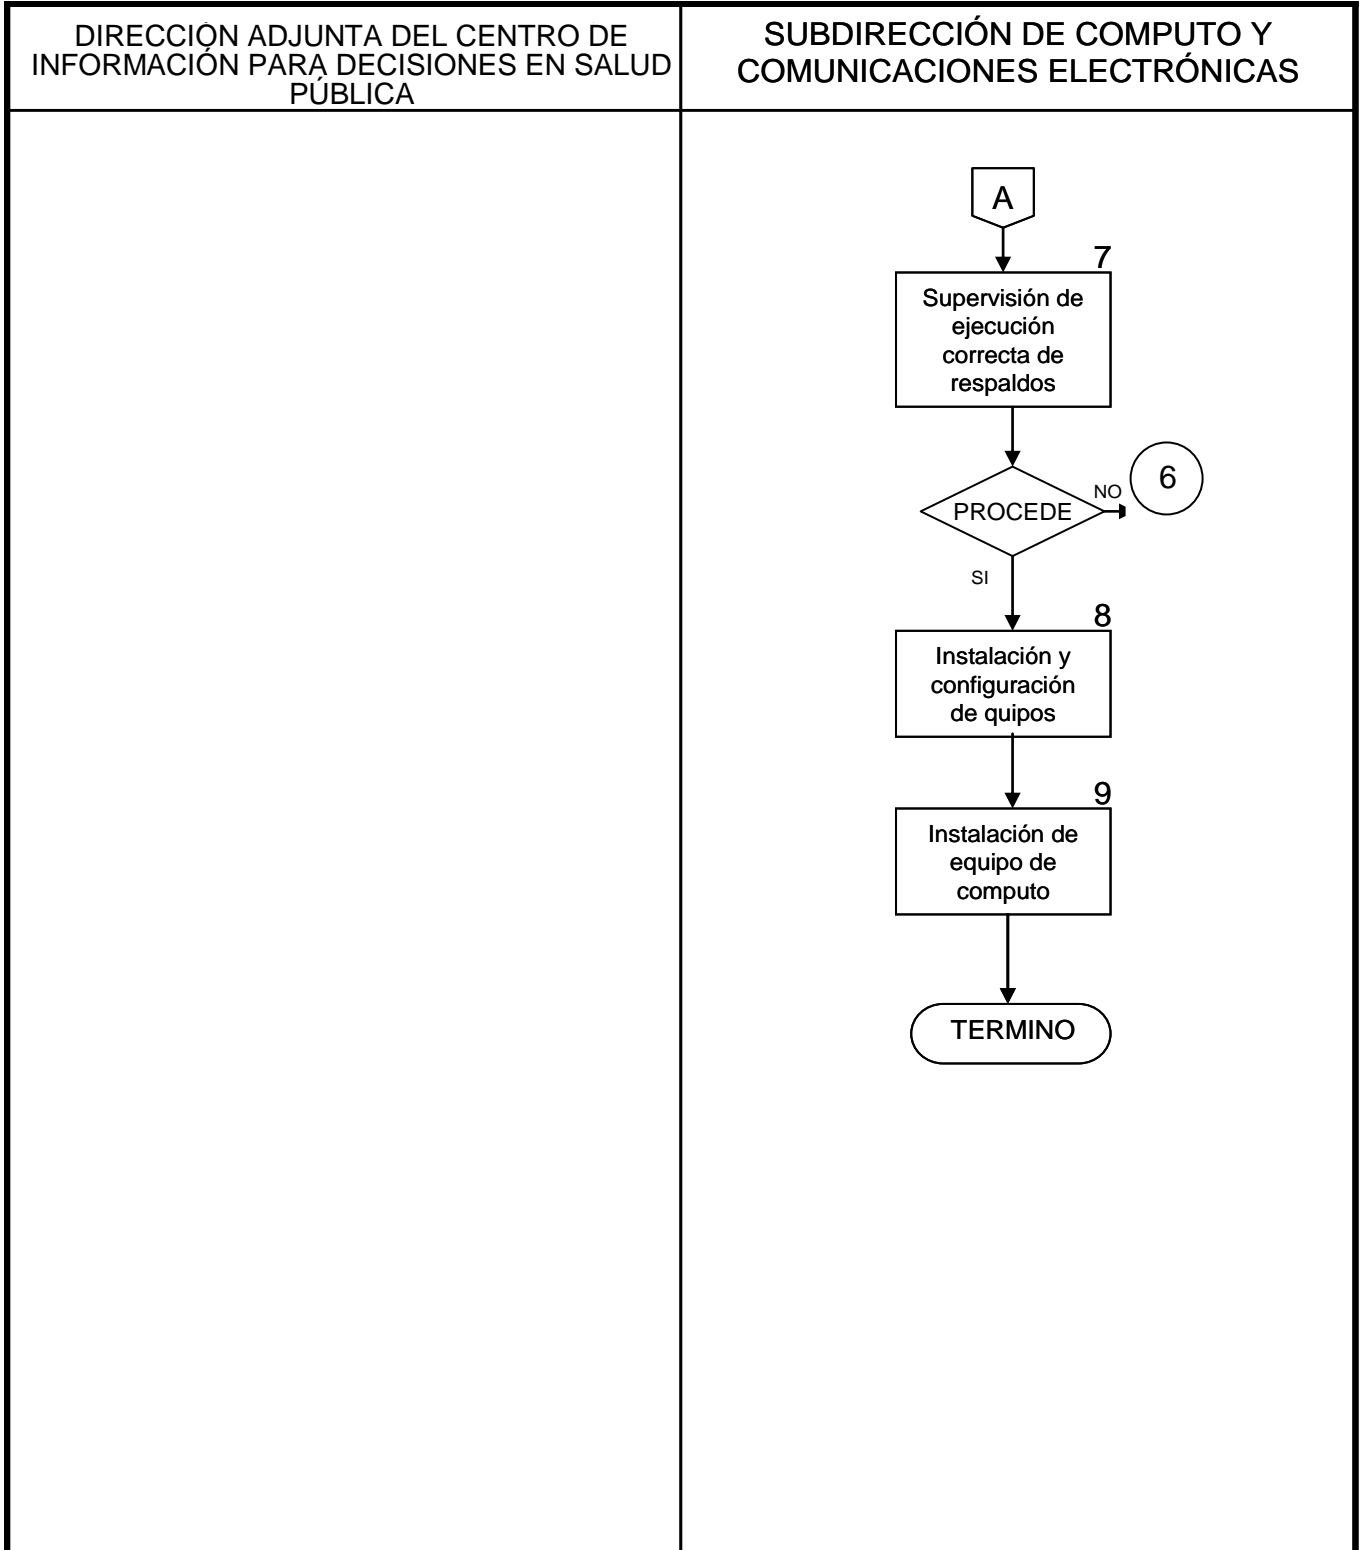 DIRECCIÓN ADJUNTA DEL CENTRO DE
INFORMACIÓN PARA DECISIONES EN SALUD
PÚBLICA
SUBDIRECCIÓN DE COMPUTO Y
COMUNICACIONES ELECTRÓNICAS
A
7
Supervisión de
ejecución
correcta de
respaldos
6
NO
PROCEDE
SI
8
Instalación y
configuración
de quipos
9
Instalación de
equipo de
computo
TERMINO